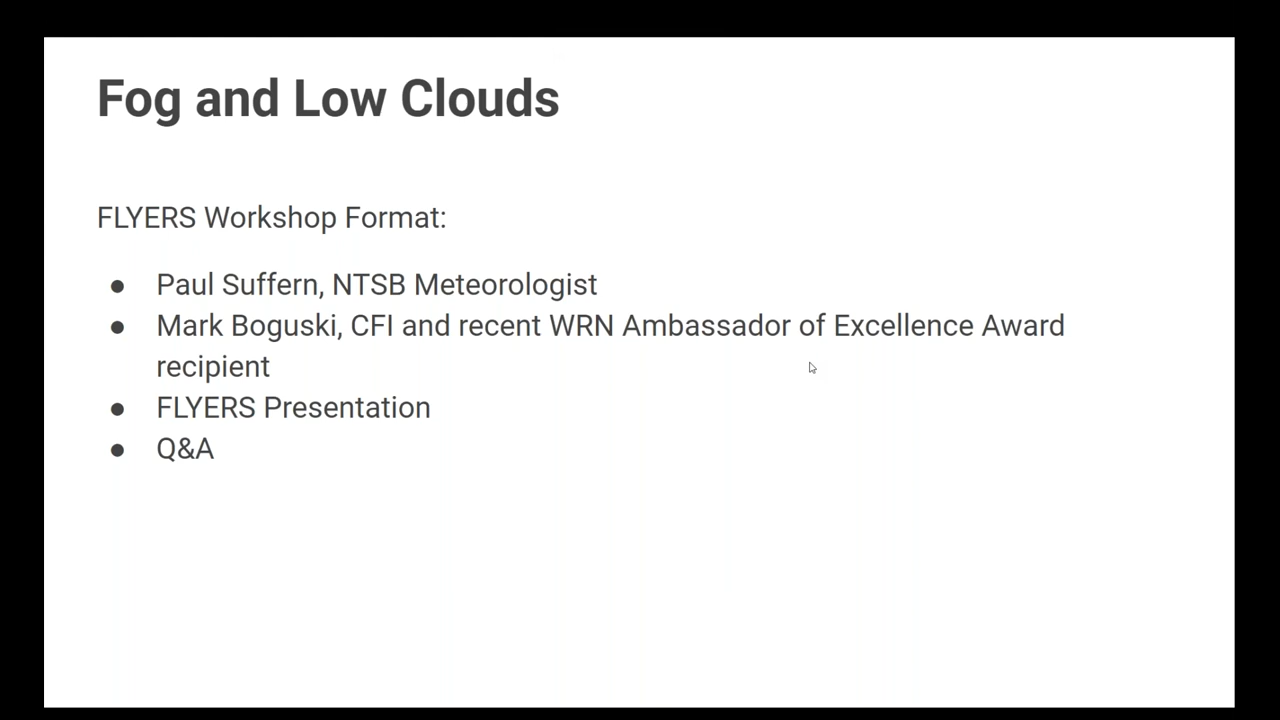 Fog and Low Clouds
FLYERS Workshop Format:
● Paul Suffern, NTSB Meteorologist
● Mark Boguski, CFI and recent WRN Ambassador of Excellence Award
recipient
● FLYERS Presentation
● Q&A